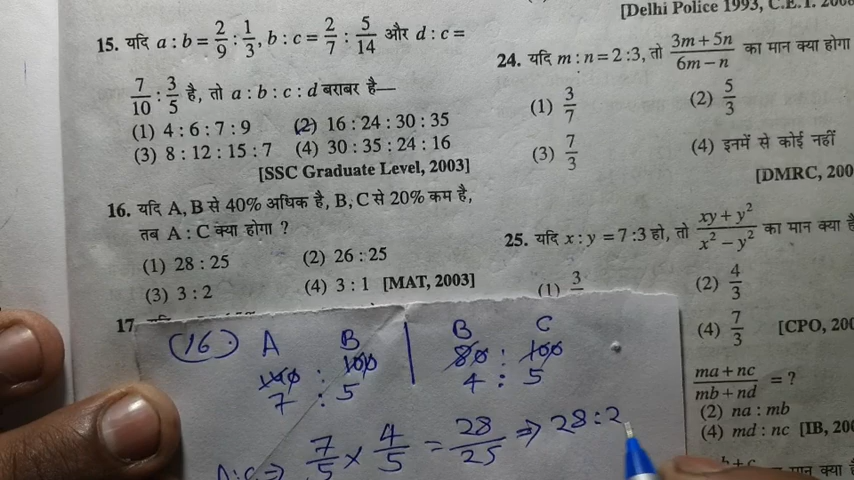 15. यदि a : b = 2/9 : 1/3, b : c = 2/7 : 5/14 और d : c =
7/10 : 3/5 है, तो a : b : c : d बराबर है—
(1) 4 : 6 : 7 : 9 (2) 16 : 24 : 30 : 35
(3) 8 : 12 : 15 : 7 (4) 30 : 35 : 24 : 16
[SSC Graduate Level, 2003]
16. यदि A, B से 40% अधिक है, B, C से 20% कम है,
तब A : C क्या होगा ?
(1) 28 : 25 (2) 26 : 25
(3) 3 : 2 (4) 3 : 1 [MAT, 2003]
17.
(16). A B | B C
140 : 100 | 80 : 100
7 : 5 | 4 : 5
A:C ⇒ 7/5 × 4/5 = 28/25 ⇒ 28 : 2
[Delhi Police 1993, C.E.T.
24. यदि m : n = 2 : 3, तो (3m + 5n)/(6m – n) का मान क्या होगा
(1) 3/7 (2) 5/3
(3) 7/3 (4) इनमें से कोई नहीं
[DMRC, 200
25. यदि x : y = 7 : 3 हो, तो (xy + y²)/(x² – y²) का मान क्या है
(1) 3 (2) 4/3
(4) 7/3 [CPO, 200
(ma + nc)/(mb + nd) = ?
(2) na : mb
(4) md : nc [IB, 200
मान क्या